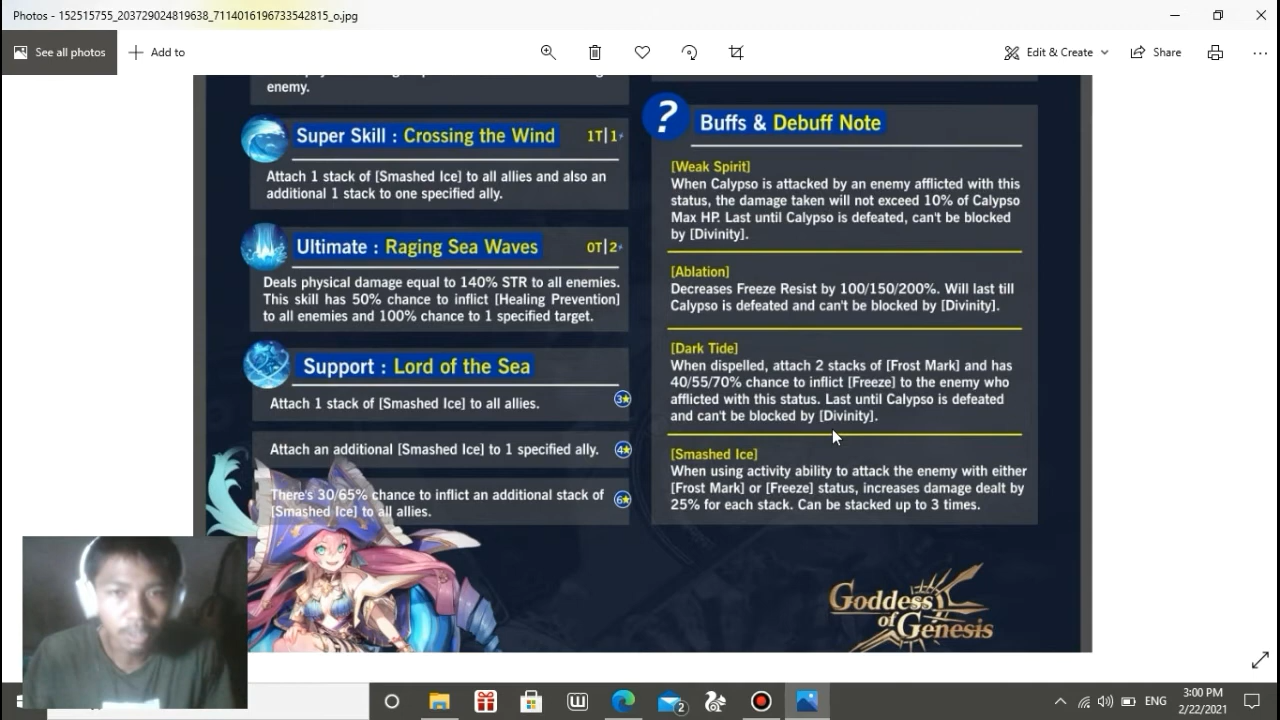 Photos - 152515755_203729024819638_7114016196733542815_o.jpg
See all photos
Add to
Edit & Create
Share
enemy.
Super Skill : Crossing the Wind
1T|1
Attach 1 stack of [Smashed Ice] to all allies and also an
additional 1 stack to one specified ally.
Ultimate : Raging Sea Waves
0T|2
Deals physical damage equal to 140% STR to all enemies.
This skill has 50% chance to inflict [Healing Prevention]
to all enemies and 100% chance to 1 specified target.
Support : Lord of the Sea
Attach 1 stack of [Smashed Ice] to all allies.
3★
Attach an additional [Smashed Ice] to 1 specified ally.
4★
There's 30/65% chance to inflict an additional stack of
[Smashed Ice] to all allies.
6★
?
Buffs & Debuff Note
[Weak Spirit]
When Calypso is attacked by an enemy afflicted with this
status, the damage taken will not exceed 10% of Calypso
Max HP. Last until Calypso is defeated, can't be blocked
by [Divinity].
[Ablation]
Decreases Freeze Resist by 100/150/200%. Will last till
Calypso is defeated and can't be blocked by [Divinity].
[Dark Tide]
When dispelled, attach 2 stacks of [Frost Mark] and has
40/55/70% chance to inflict [Freeze] to the enemy who
afflicted with this status. Last until Calypso is defeated
and can't be blocked by [Divinity].
[Smashed Ice]
When using activity ability to attack the enemy with either
[Frost Mark] or [Freeze] status, increases damage dealt by
25% for each stack. Can be stacked up to 3 times.
Goddess
of Genesis
2
ENG
3:00 PM
2/22/2021